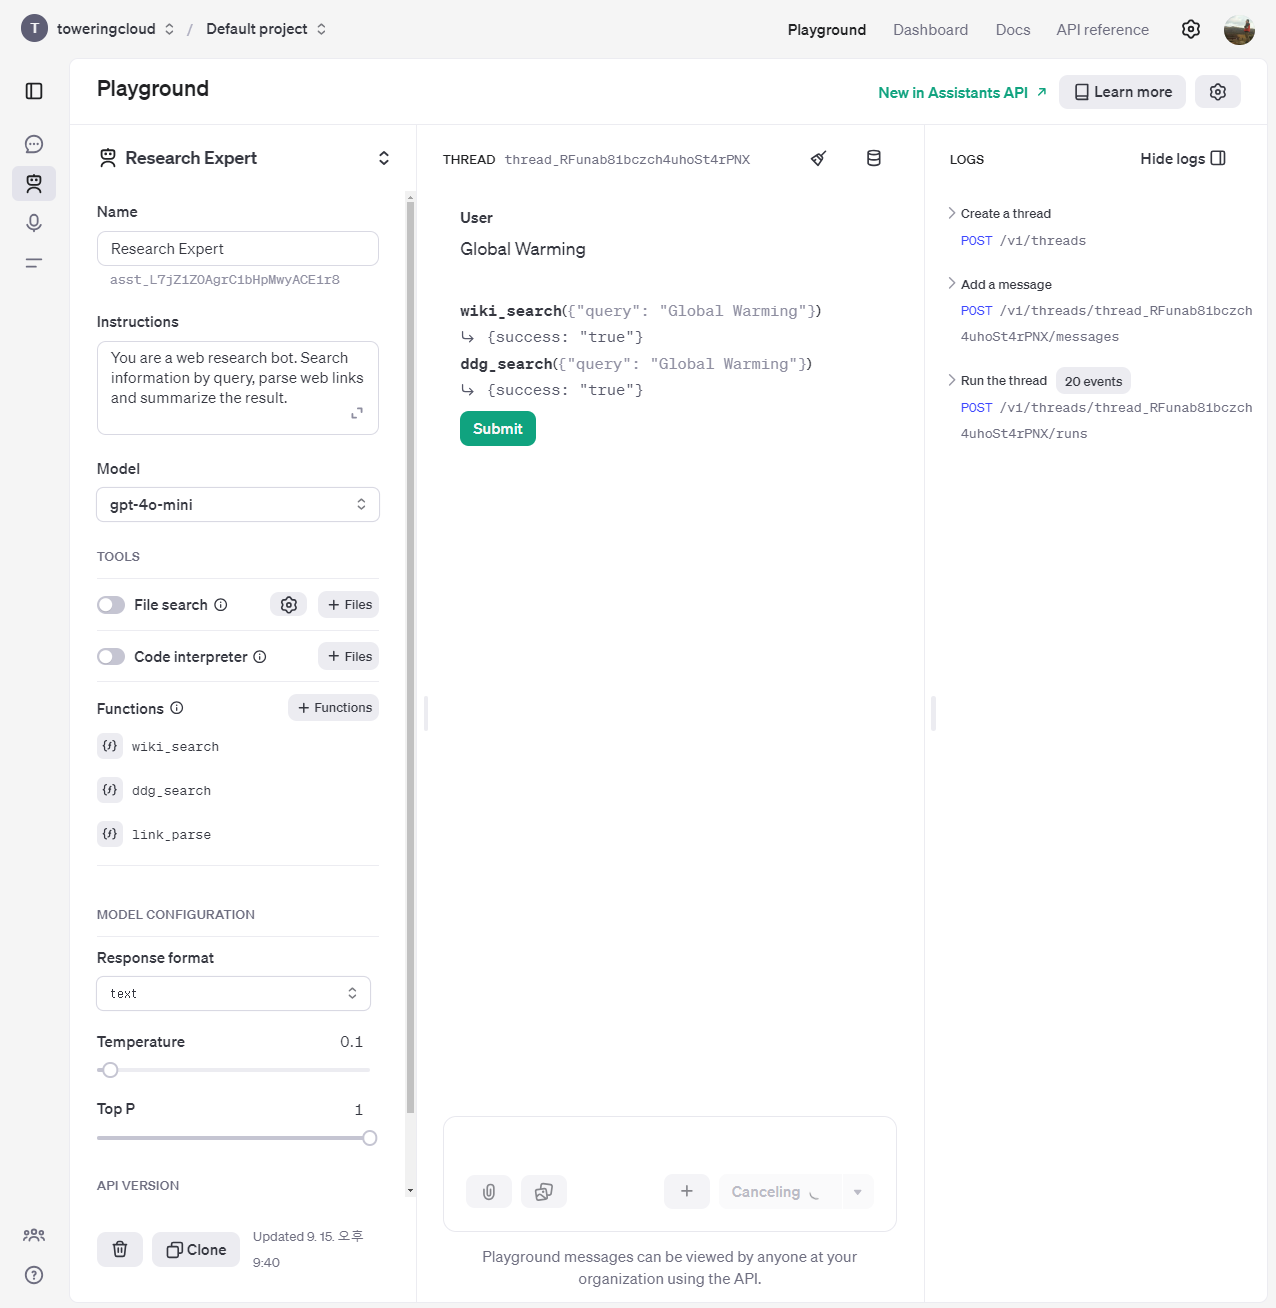 T toweringcloud / Default project
Playground Dashboard Docs API reference
Playground
New in Assistants API Learn more
Research Expert
Name
Research Expert
asst_L7jZ1ZOAgrC1bHpMwyACE1r8
Instructions
You are a web research bot. Search
information by query, parse web links
and summarize the result.
Model
gpt-4o-mini
TOOLS
File search
+ Files
Code interpreter
+ Files
Functions
+ Functions
wiki_search
ddg_search
link_parse
MODEL CONFIGURATION
Response format
text
Temperature 0.1
Top P 1
API VERSION
Clone
Updated 9. 15. 오후
9:40
THREAD thread_RFunab81bczch4uhoSt4rPNX
User
Global Warming
wiki_search({"query": "Global Warming"})
{success: "true"}
ddg_search({"query": "Global Warming"})
{success: "true"}
Submit
Canceling
Playground messages can be viewed by anyone at your
organization using the API.
LOGS Hide logs
Create a thread
POST /v1/threads
Add a message
POST /v1/threads/thread_RFunab81bczch
4uhoSt4rPNX/messages
Run the thread 20 events
POST /v1/threads/thread_RFunab81bczch
4uhoSt4rPNX/runs